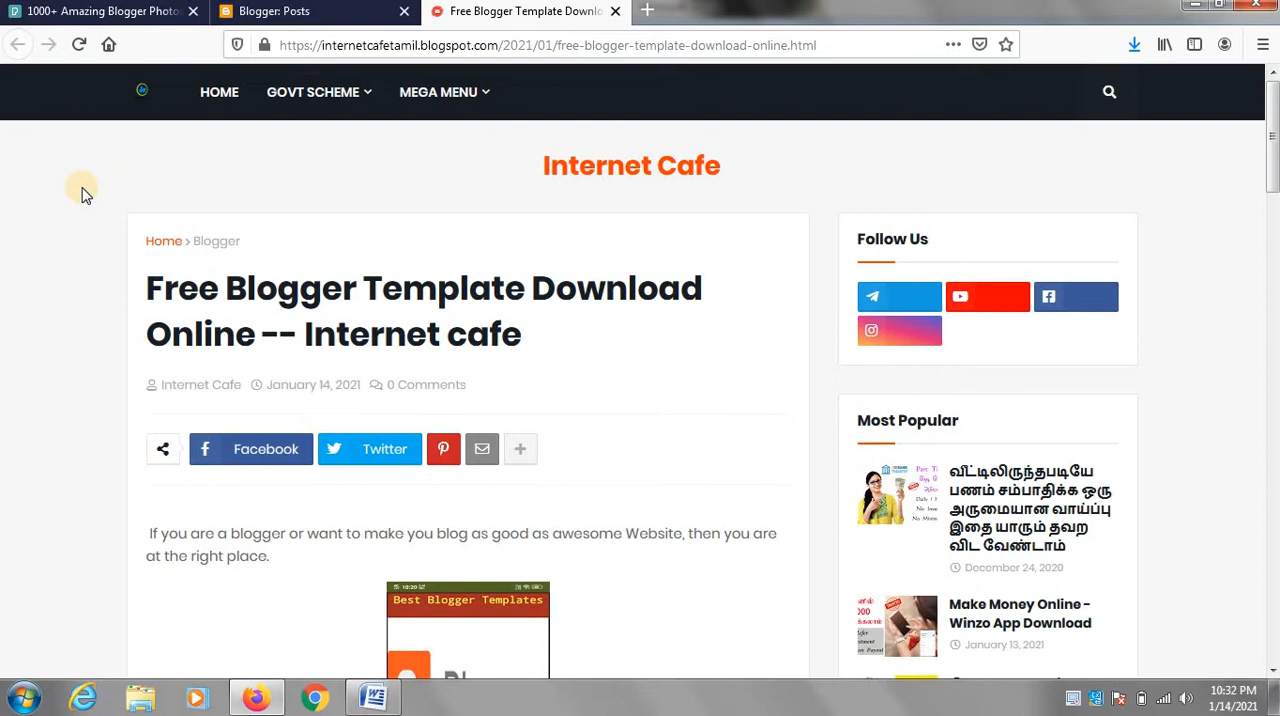 1000+ Amazing Blogger Photo
Blogger: Posts
Free Blogger Template Downlo
https://internetcafetamil.blogspot.com/2021/01/free-blogger-template-download-online.html
HOME
GOVT SCHEME
MEGA MENU
Internet Cafe
Home > Blogger
Free Blogger Template Download
Online -- Internet cafe
Internet Cafe January 14, 2021 0 Comments
Facebook
Twitter
If you are a blogger or want to make you blog as good as awesome Website, then you are
at the right place.
10:20
Best Blogger Templates
Follow Us
Most Popular
வீட்டிலிருந்தபடியே
பணம் சம்பாதிக்க ஒரு
அருமையான வாய்ப்பு
இதை யாரும் தவற
விட வேண்டாம்
December 24, 2020
Make Money Online -
Winzo App Download
January 13, 2021
10:32 PM
1/14/2021